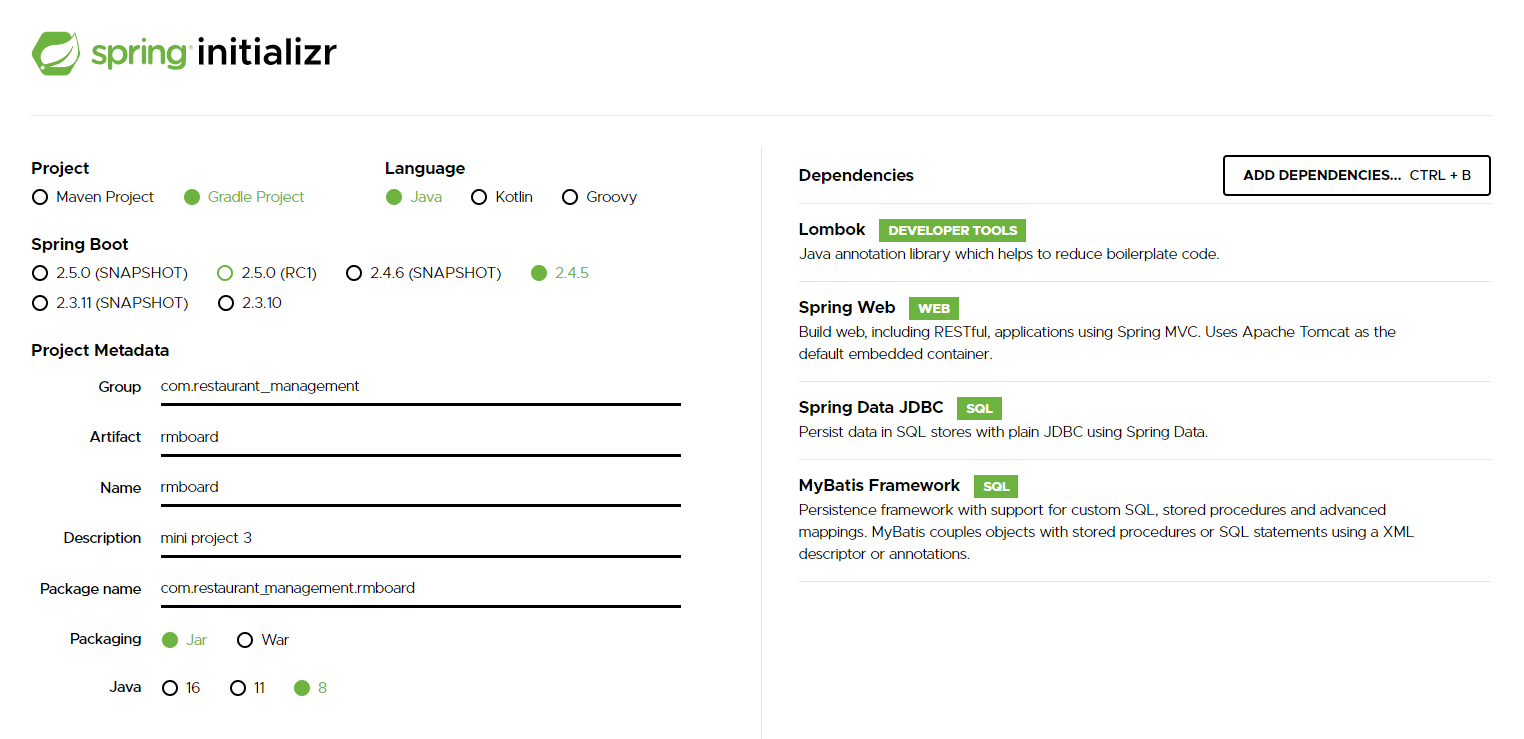 spring initializr
Project
Maven Project Gradle Project
Language
Java Kotlin Groovy
Spring Boot
2.5.0 (SNAPSHOT) 2.5.0 (RC1) 2.4.6 (SNAPSHOT) 2.4.5
2.3.11 (SNAPSHOT) 2.3.10
Project Metadata
Group com.restaurant_management
Artifact rmboard
Name rmboard
Description mini project 3
Package name com.restaurant_management.rmboard
Packaging Jar War
Java 16 11 8
Dependencies
ADD DEPENDENCIES... CTRL + B
Lombok DEVELOPER TOOLS
Java annotation library which helps to reduce boilerplate code.
Spring Web WEB
Build web, including RESTful, applications using Spring MVC. Uses Apache Tomcat as the
default embedded container.
Spring Data JDBC SQL
Persist data in SQL stores with plain JDBC using Spring Data.
MyBatis Framework SQL
Persistence framework with support for custom SQL, stored procedures and advanced
mappings. MyBatis couples objects with stored procedures or SQL statements using a XML
descriptor or annotations.